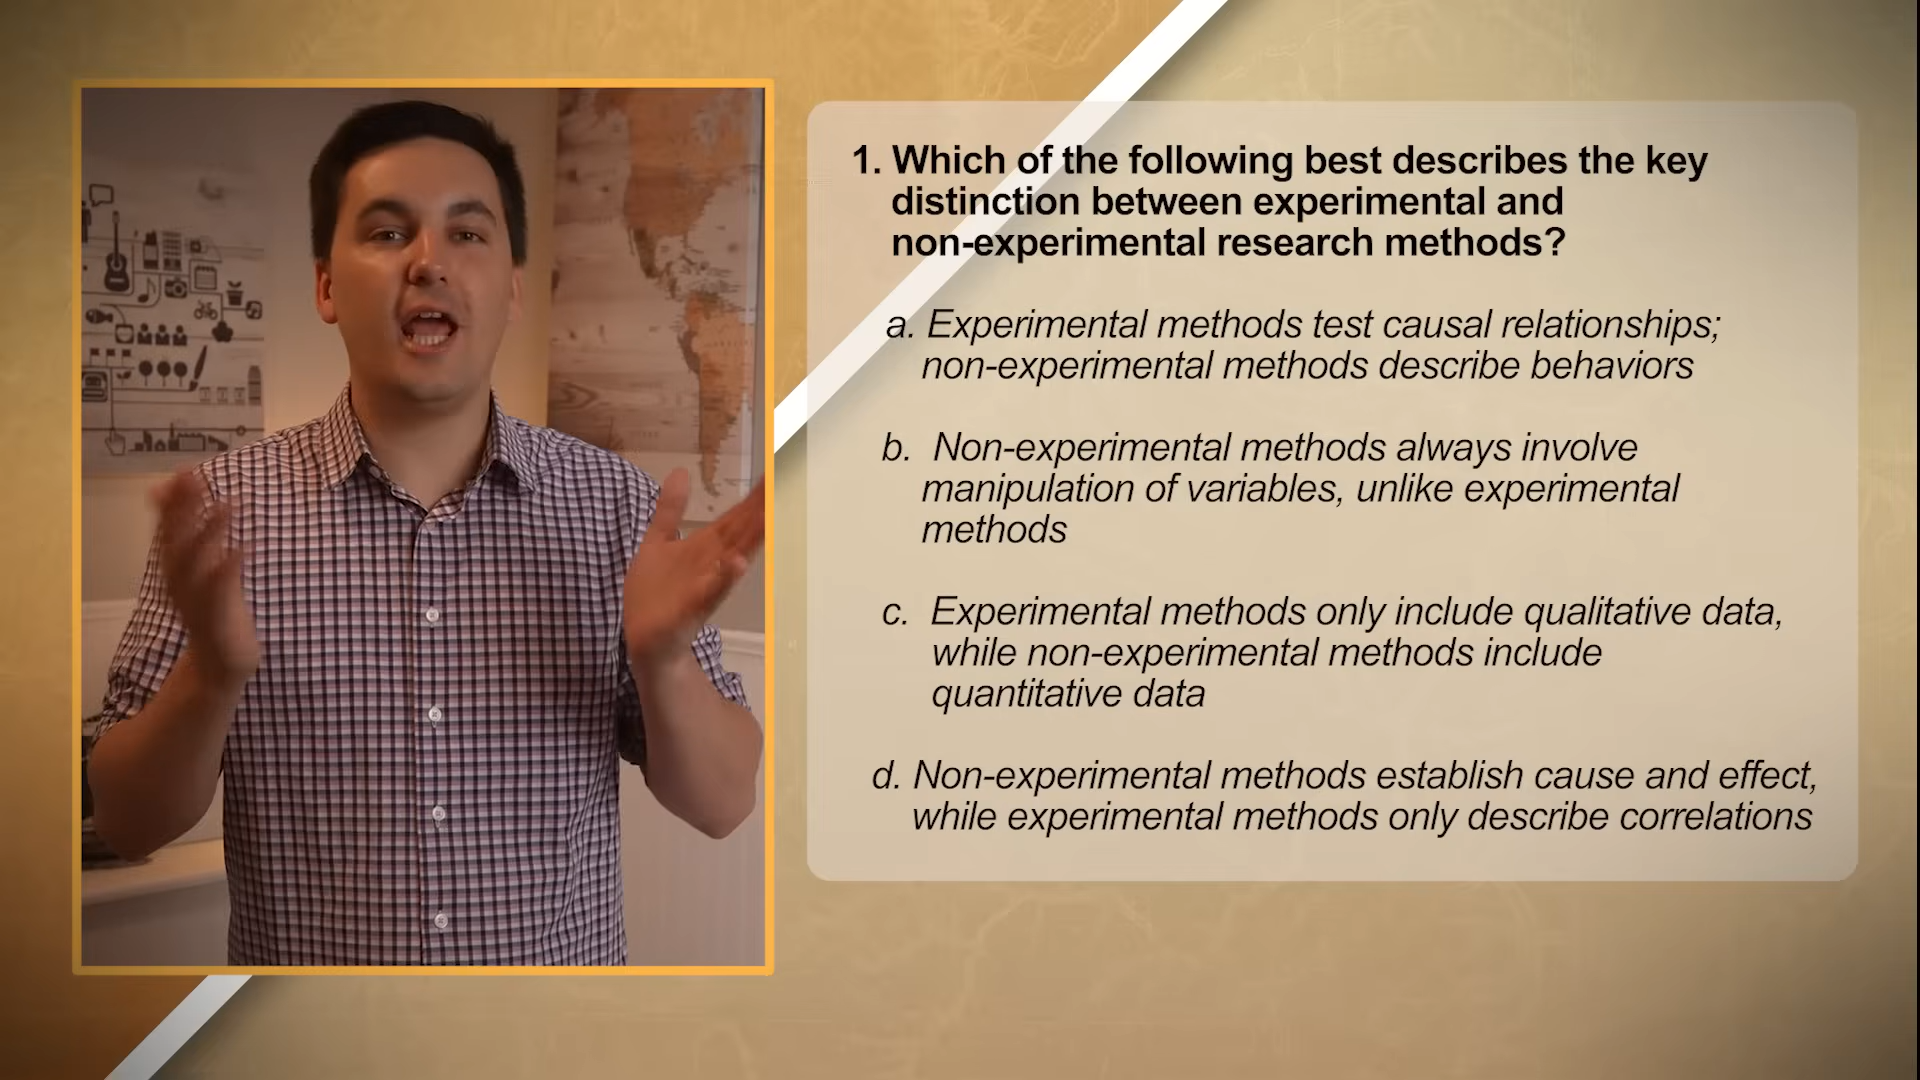 1. Which of the following best describes the key
distinction between experimental and
non-experimental research methods?
a. Experimental methods test causal relationships;
non-experimental methods describe behaviors
b. Non-experimental methods always involve
manipulation of variables, unlike experimental
methods
c. Experimental methods only include qualitative data,
while non-experimental methods include
quantitative data
d. Non-experimental methods establish cause and effect,
while experimental methods only describe correlations